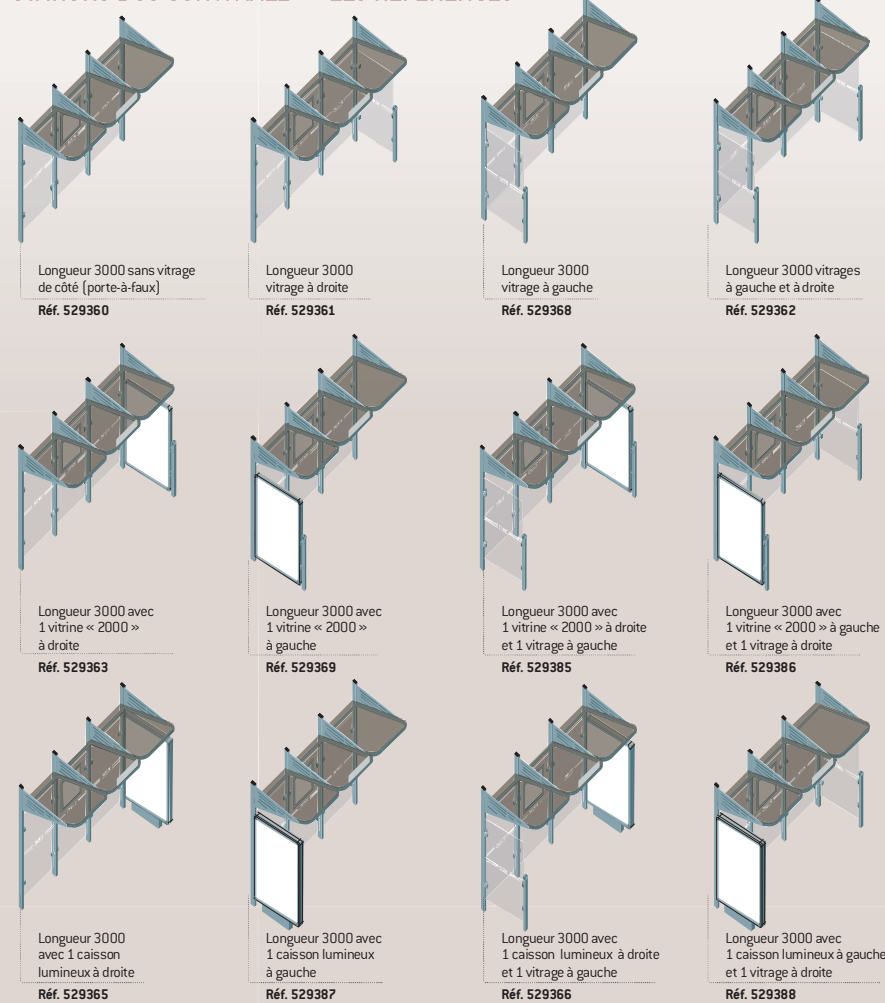 Longueur 3000 sans vitrage
de côté (porte-à-faux)
Réf. 529360
Longueur 3000
vitrage à droite
Réf. 529361
Longueur 3000
vitrage à gauche
Réf. 529368
Longueur 3000 vitrages
à gauche et à droite
Réf. 529362
Longueur 3000 avec
1 vitrine « 2000 »
à droite
Réf. 529363
Longueur 3000 avec
1 vitrine « 2000 »
à gauche
Réf. 529369
Longueur 3000 avec
1 vitrine « 2000 » à droite
et 1 vitrage à gauche
Réf. 529385
Longueur 3000 avec
1 vitrine « 2000 » à gauche
et 1 vitrage à droite
Réf. 529386
Longueur 3000
avec 1 caisson
lumineux à droite
Réf. 529365
Longueur 3000 avec
1 caisson lumineux
à gauche
Réf. 529387
Longueur 3000 avec
1 caisson lumineux à droite
et 1 vitrage à gauche
Réf. 529366
Longueur 3000 avec
1 caisson lumineux à gauche
et 1 vitrage à droite
Réf. 529388